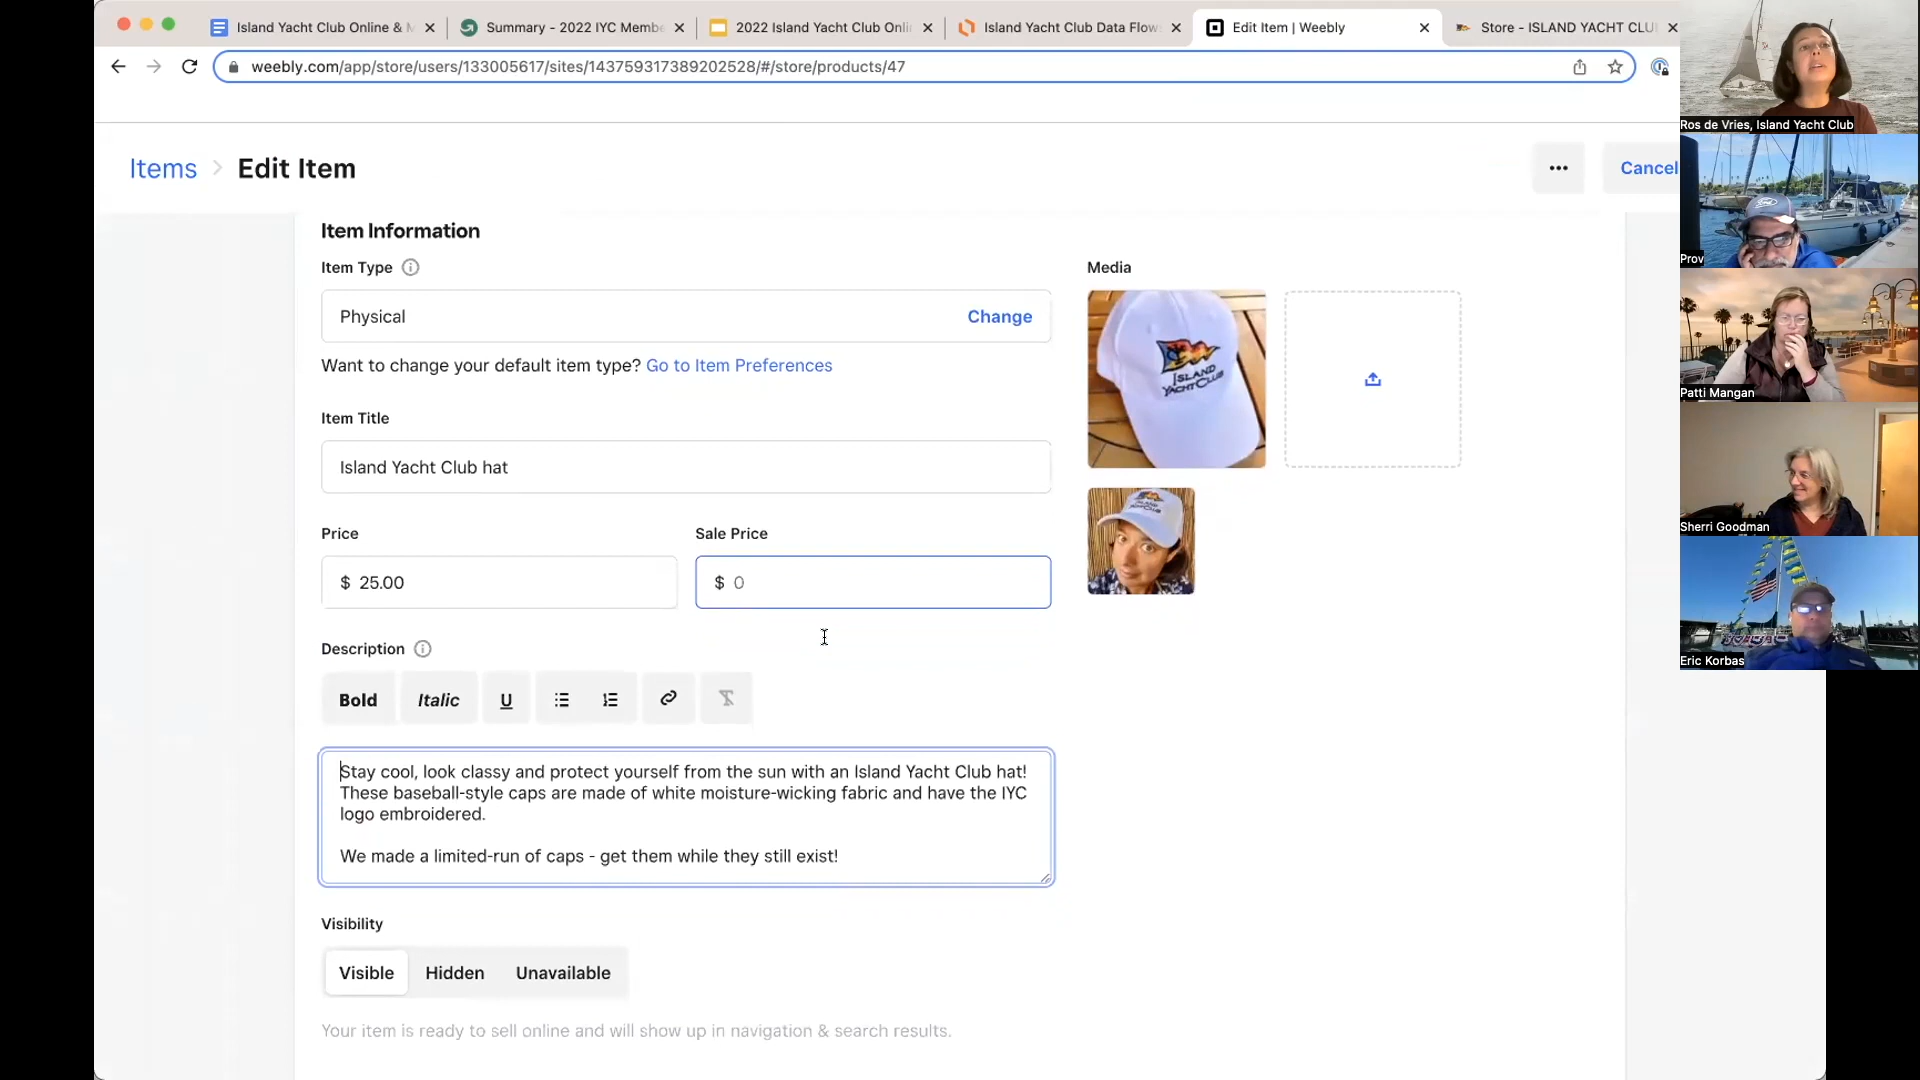 Island Yacht Club Online & M
Summary - 2022 IYC Membe
2022 Island Yacht Club Onli
Island Yacht Club Data Flow
Edit Item | Weebly
Store - ISLAND YACHT CLU
weebly.com/app/store/users/133005617/sites/143759317389202528/#/store/products/47
Items > Edit Item
•••
Cancel
Item Information
Item Type
Physical
Change
Want to change your default item type? Go to Item Preferences
Item Title
Island Yacht Club hat
Price
$ 25.00
Sale Price
$ 0
Description
Bold
Italic
U
Stay cool, look classy and protect yourself from the sun with an Island Yacht Club hat!
These baseball-style caps are made of white moisture-wicking fabric and have the IYC
logo embroidered.
We made a limited-run of caps - get them while they still exist!
Visibility
Visible
Hidden
Unavailable
Your item is ready to sell online and will show up in navigation & search results.
Media
ISLAND
YACHT CLUB
Ros de Vries, Island Yacht Club
Prov
Patti Mangan
Sherri Goodman
Eric Korbas